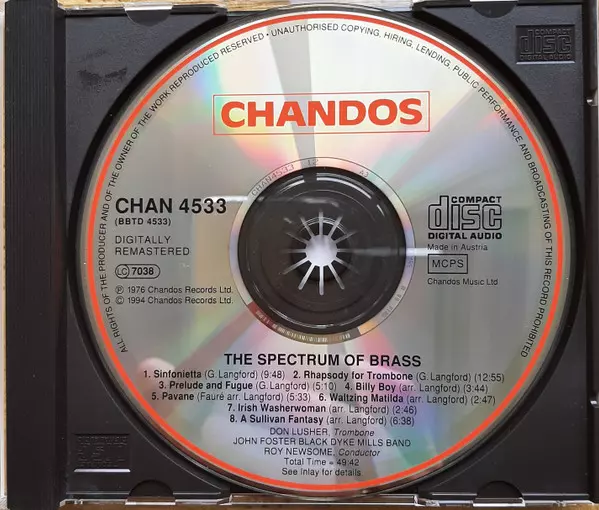 ALL RIGHTS OF THE PRODUCER AND OF THE OWNER OF THE WORK REPRODUCED RESERVED • UNAUTHORISED COPYING, HIRING, LENDING, PUBLIC PERFORMANCE AND BROADCASTING OF THIS RECORD PROHIBITED
disc
DIGITAL AUDIO
CHANDOS
CHAN 4533
(BBTD 4533)
DIGITALLY
REMASTERED
LC 7038
℗ 1976 Chandos Records Ltd.
© 1994 Chandos Records Ltd.
COMPACT
disc
DIGITAL AUDIO
Made in Austria
MCPS
Chandos Music Ltd
THE SPECTRUM OF BRASS
1. Sinfonietta (G. Langford) (9:48) 2. Rhapsody for Trombone (G. Langford) (12:55)
3. Prelude and Fugue (G. Langford) (5:10) 4. Billy Boy (arr. Langford) (3:44)
5. Pavane (Fauré arr. Langford) (5:33) 6. Waltzing Matilda (arr. Langford) (2:47)
7. Irish Washerwoman (arr. Langford) (2:46)
8. A Sullivan Fantasy (arr. Langford) (6:38)
DON LUSHER, Trombone
JOHN FOSTER BLACK DYKE MILLS BAND
ROY NEWSOME, Conductor
Total Time = 49:42
See Inlay for details